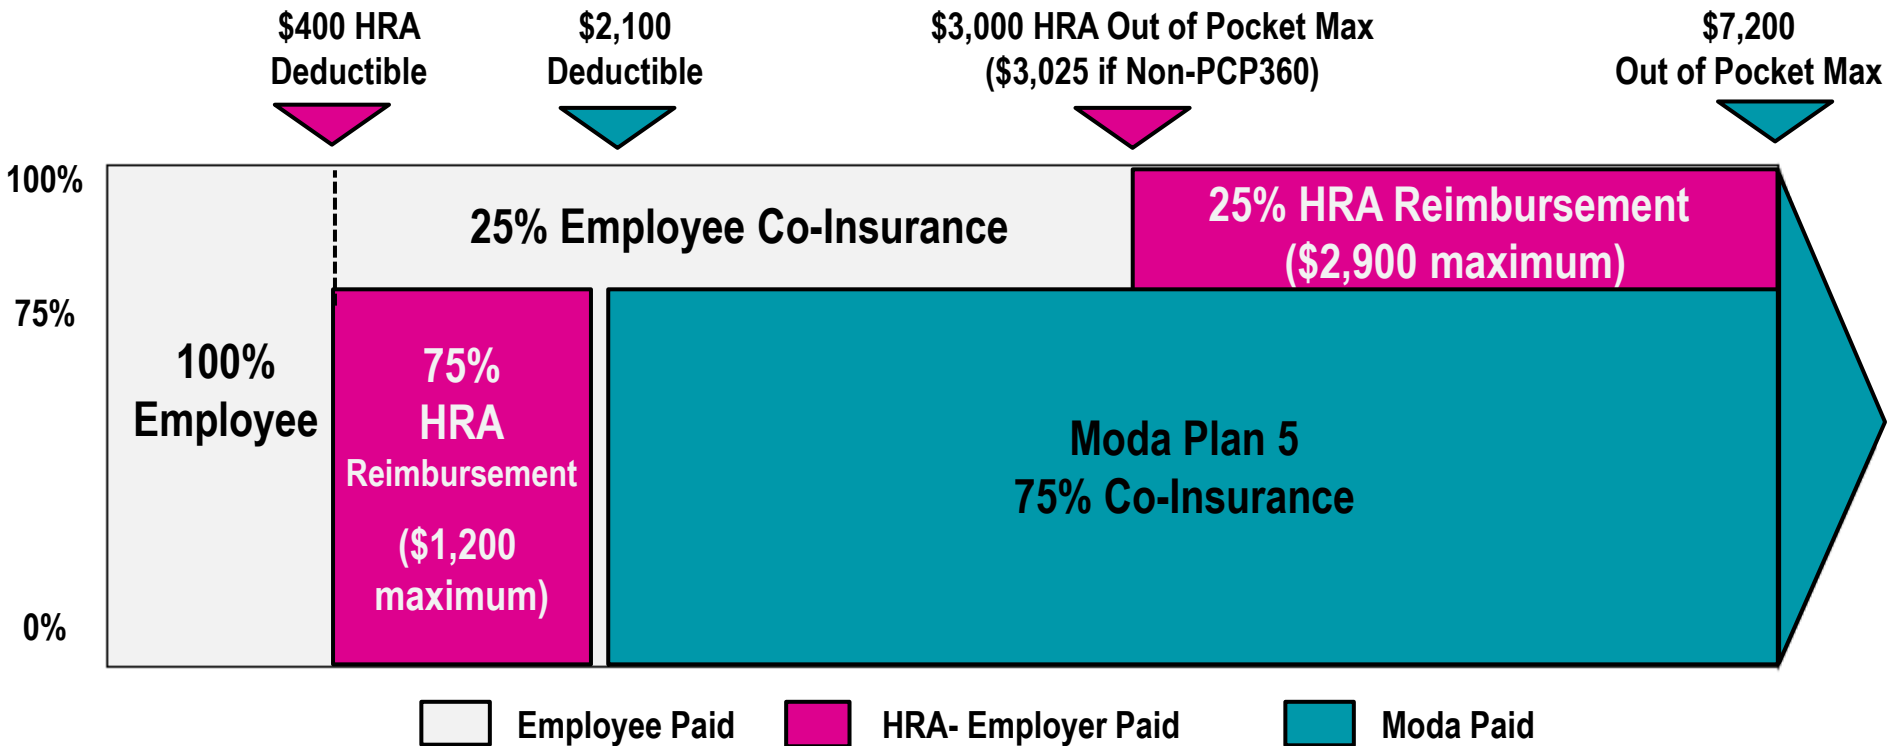 $400 HRA
Deductible
$2,100
Deductible
$3,000 HRA Out of Pocket Max
($3,025 if Non-PCP360)
$7,200
Out of Pocket Max
100%
75%
0%
100%
Employee
25% Employee Co-Insurance
75%
HRA
Reimbursement
($1,200
maximum)
25% HRA Reimbursement
($2,900 maximum)
Moda Plan 5
75% Co-Insurance
Employee Paid
HRA- Employer Paid
Moda Paid